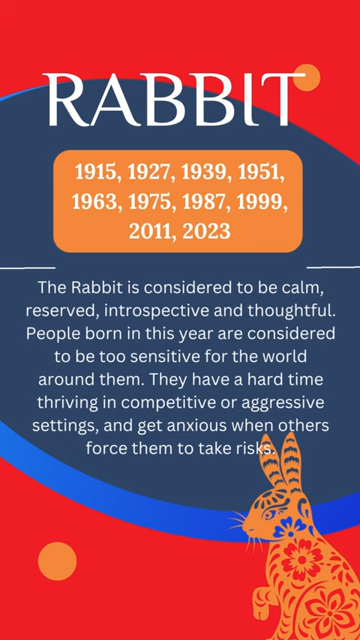 RABBIT
1915, 1927, 1939, 1951,
1963, 1975, 1987, 1999,
2011, 2023
The Rabbit is considered to be calm,
reserved, introspective and thoughtful.
People born in this year are considered
to be too sensitive for the world
around them. They have a hard time
thriving in competitive or aggressive
settings, and get anxious when others
force them to take risks.